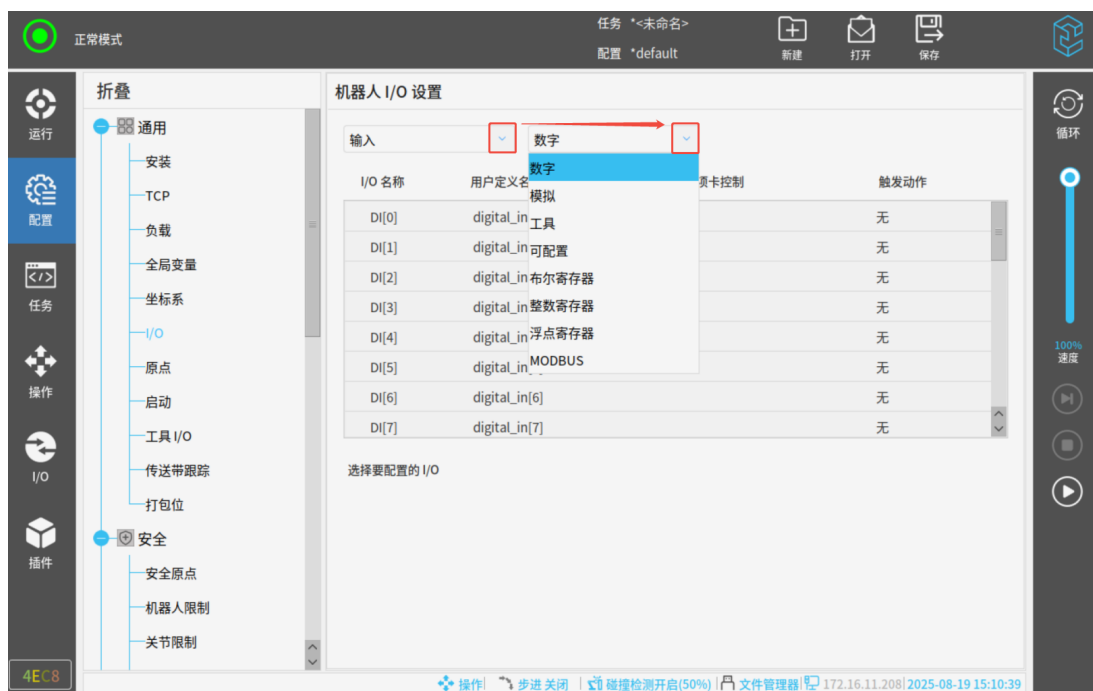 正常模式
任务 *<未命名>
配置 *default
新建
打开
保存
运行
配置
任务
操作
I/O
插件
4EC8
折叠
通用
安装
TCP
负载
全局变量
坐标系
I/O
原点
启动
工具 I/O
传送带跟踪
打包位
安全
安全原点
机器人限制
关节限制
机器人 I/O 设置
输入
数字
数字
模拟
工具
可配置
布尔寄存器
整数寄存器
浮点寄存器
MODBUS
I/O 名称 用户定义名 卡控制 触发动作
DI[0] digital_in 无
DI[1] digital_in 无
DI[2] digital_in 无
DI[3] digital_in 无
DI[4] digital_in 无
DI[5] digital_in 无
DI[6] digital_in[6] 无
DI[7] digital_in[7] 无
选择要配置的 I/O
循环
100%
速度
操作 步进 关闭 碰撞检测开启(50%) 文件管理器 172.16.11.208 2025-08-19 15:10:39